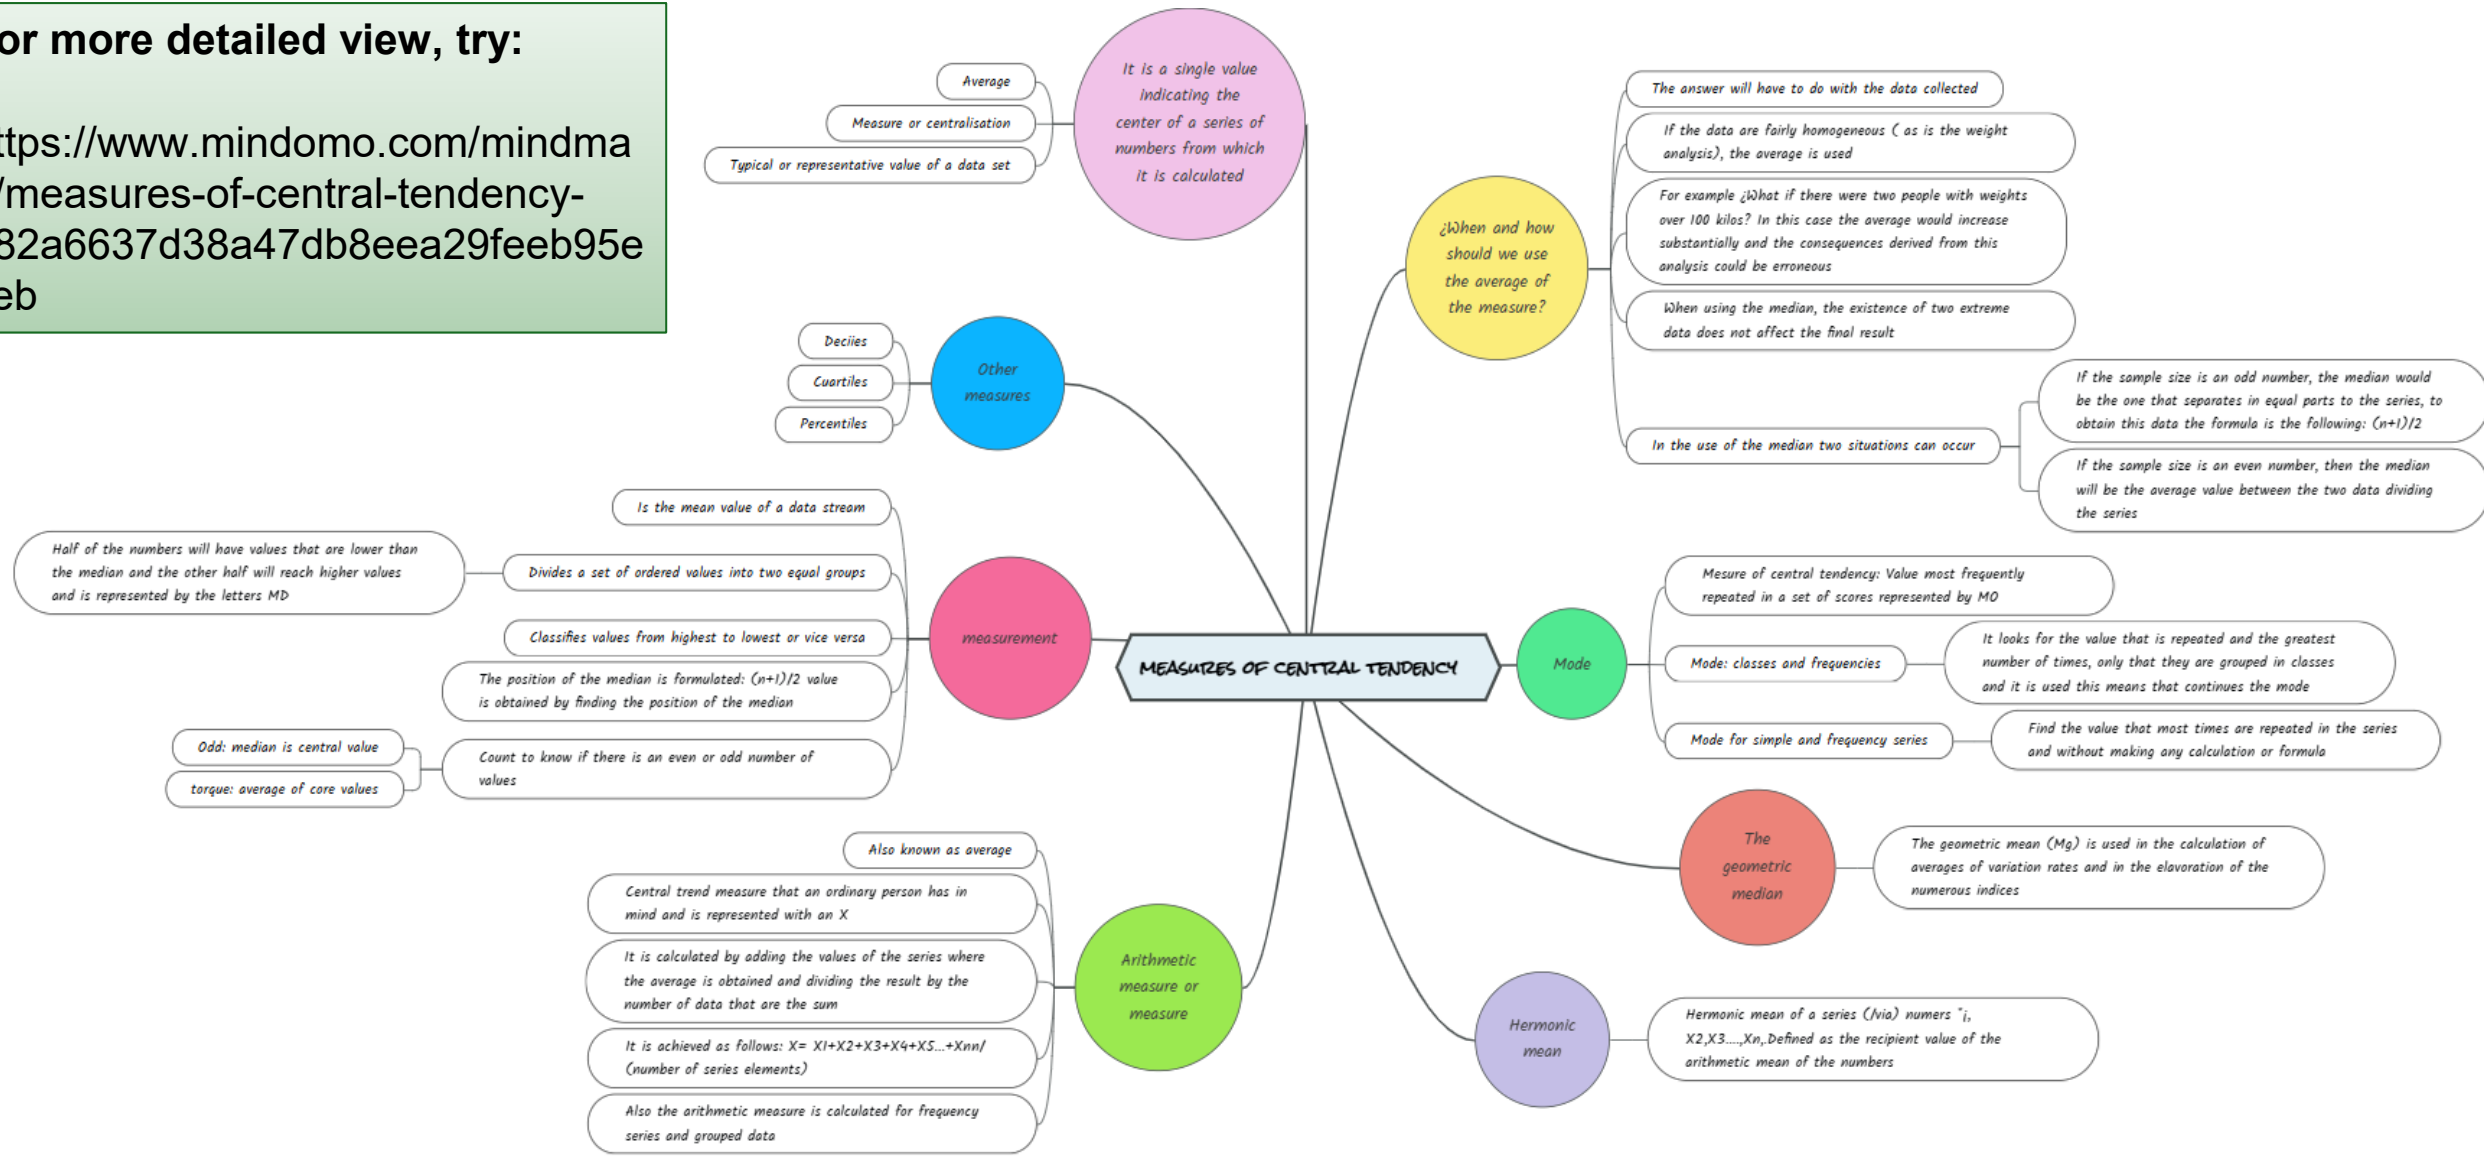 or more detailed view, try:
ttps://www.mindomo.com/mindma
/measures-of-central-tendency-
82a6637d38a47db8eea29feeb95e
eb
It is a single value
indicating the
center of a series of
numbers from which
it is calculated
Average
Measure or centralisation
Typical or representative value of a data set
Other
measures
Deciies
Cuartiles
Percentiles
measurement
Is the mean value of a data stream
Divides a set of ordered values into two equal groups
Half of the numbers will have values that are lower than
the median and the other half will reach higher values
and is represented by the letters MD
Classifies values from highest to lowest or vice versa
The position of the median is formulated: (n+1)/2 value
is obtained by finding the position of the median
Count to know if there is an even or odd number of
values
Odd: median is central value
torque: average of core values
Arithmetic
measure or
measure
Also known as average
Central trend measure that an ordinary person has in
mind and is represented with an X
It is calculated by adding the values of the series where
the average is obtained and dividing the result by the
number of data that are the sum
It is achieved as follows: X= X1+X2+X3+X4+X5...+Xnn/
(number of series elements)
Also the arithmetic measure is calculated for frequency
series and grouped data
MEASURES OF CENTRAL TENDENCY
¿When and how
should we use
the average of
the measure?
The answer will have to do with the data collected
If the data are fairly homogeneous ( as is the weight
analysis), the average is used
For example ¿What if there were two people with weights
over 100 kilos? In this case the average would increase
substantially and the consequences derived from this
analysis could be erroneous
When using the median, the existence of two extreme
data does not affect the final result
In the use of the median two situations can occur
If the sample size is an odd number, the median would
be the one that separates in equal parts to the series, to
obtain this data the formula is the following: (n+1)/2
If the sample size is an even number, then the median
will be the average value between the two data dividing
the series
Mode
Mesure of central tendency: Value most frequently
repeated in a set of scores represented by MO
Mode: classes and frequencies
It looks for the value that is repeated and the greatest
number of times, only that they are grouped in classes
and it is used this means that continues the mode
Mode for simple and frequency series
Find the value that most times are repeated in the series
and without making any calculation or formula
The
geometric
median
The geometric mean (Mg) is used in the calculation of
averages of variation rates and in the elavoration of the
numerous indices
Hermonic
mean
Hermonic mean of a series (/via) numers "i,
X2,X3....,Xn,.Defined as the recipient value of the
arithmetic mean of the numbers